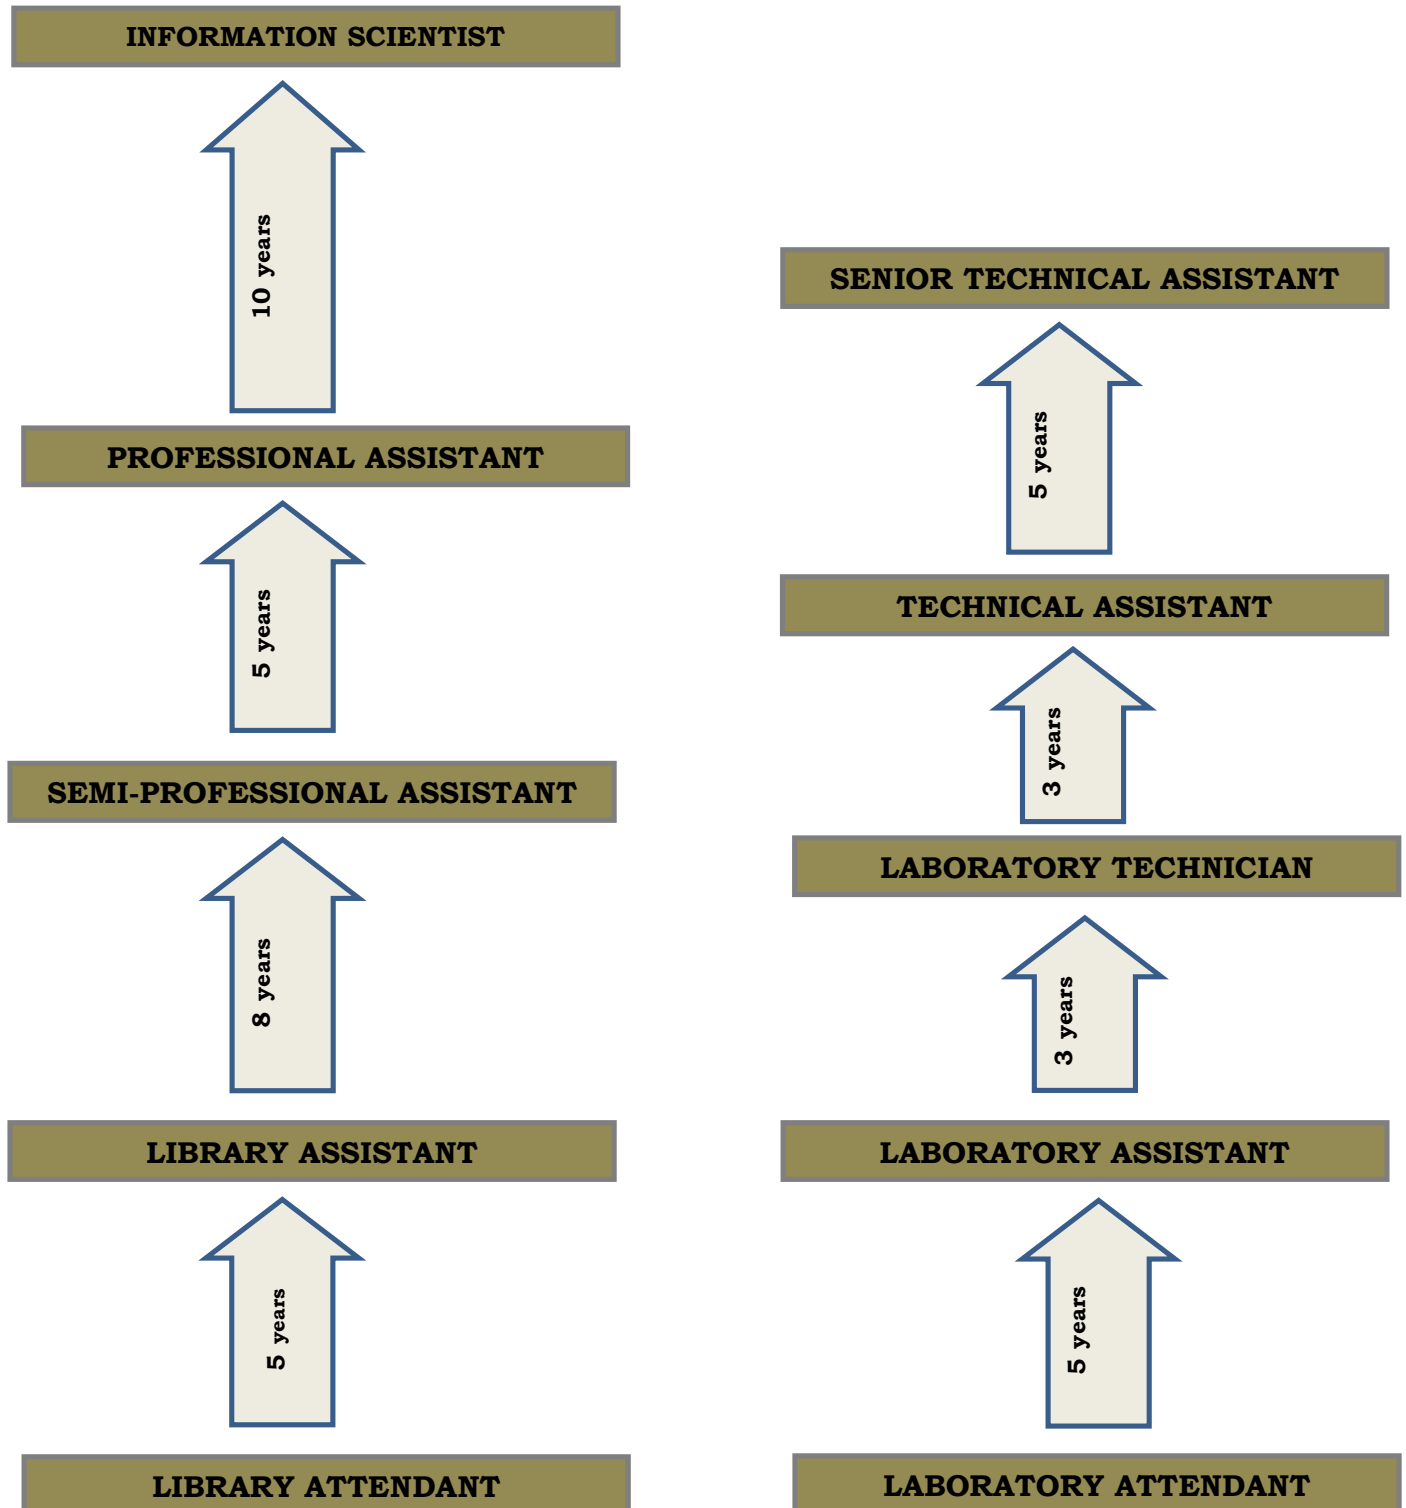 INFORMATION SCIENTIST
10 years
PROFESSIONAL ASSISTANT
5 years
SEMI-PROFESSIONAL ASSISTANT
8 years
LIBRARY ASSISTANT
5 years
LIBRARY ATTENDANT
SENIOR TECHNICAL ASSISTANT
5 years
TECHNICAL ASSISTANT
3 years
LABORATORY TECHNICIAN
3 years
LABORATORY ASSISTANT
5 years
LABORATORY ATTENDANT